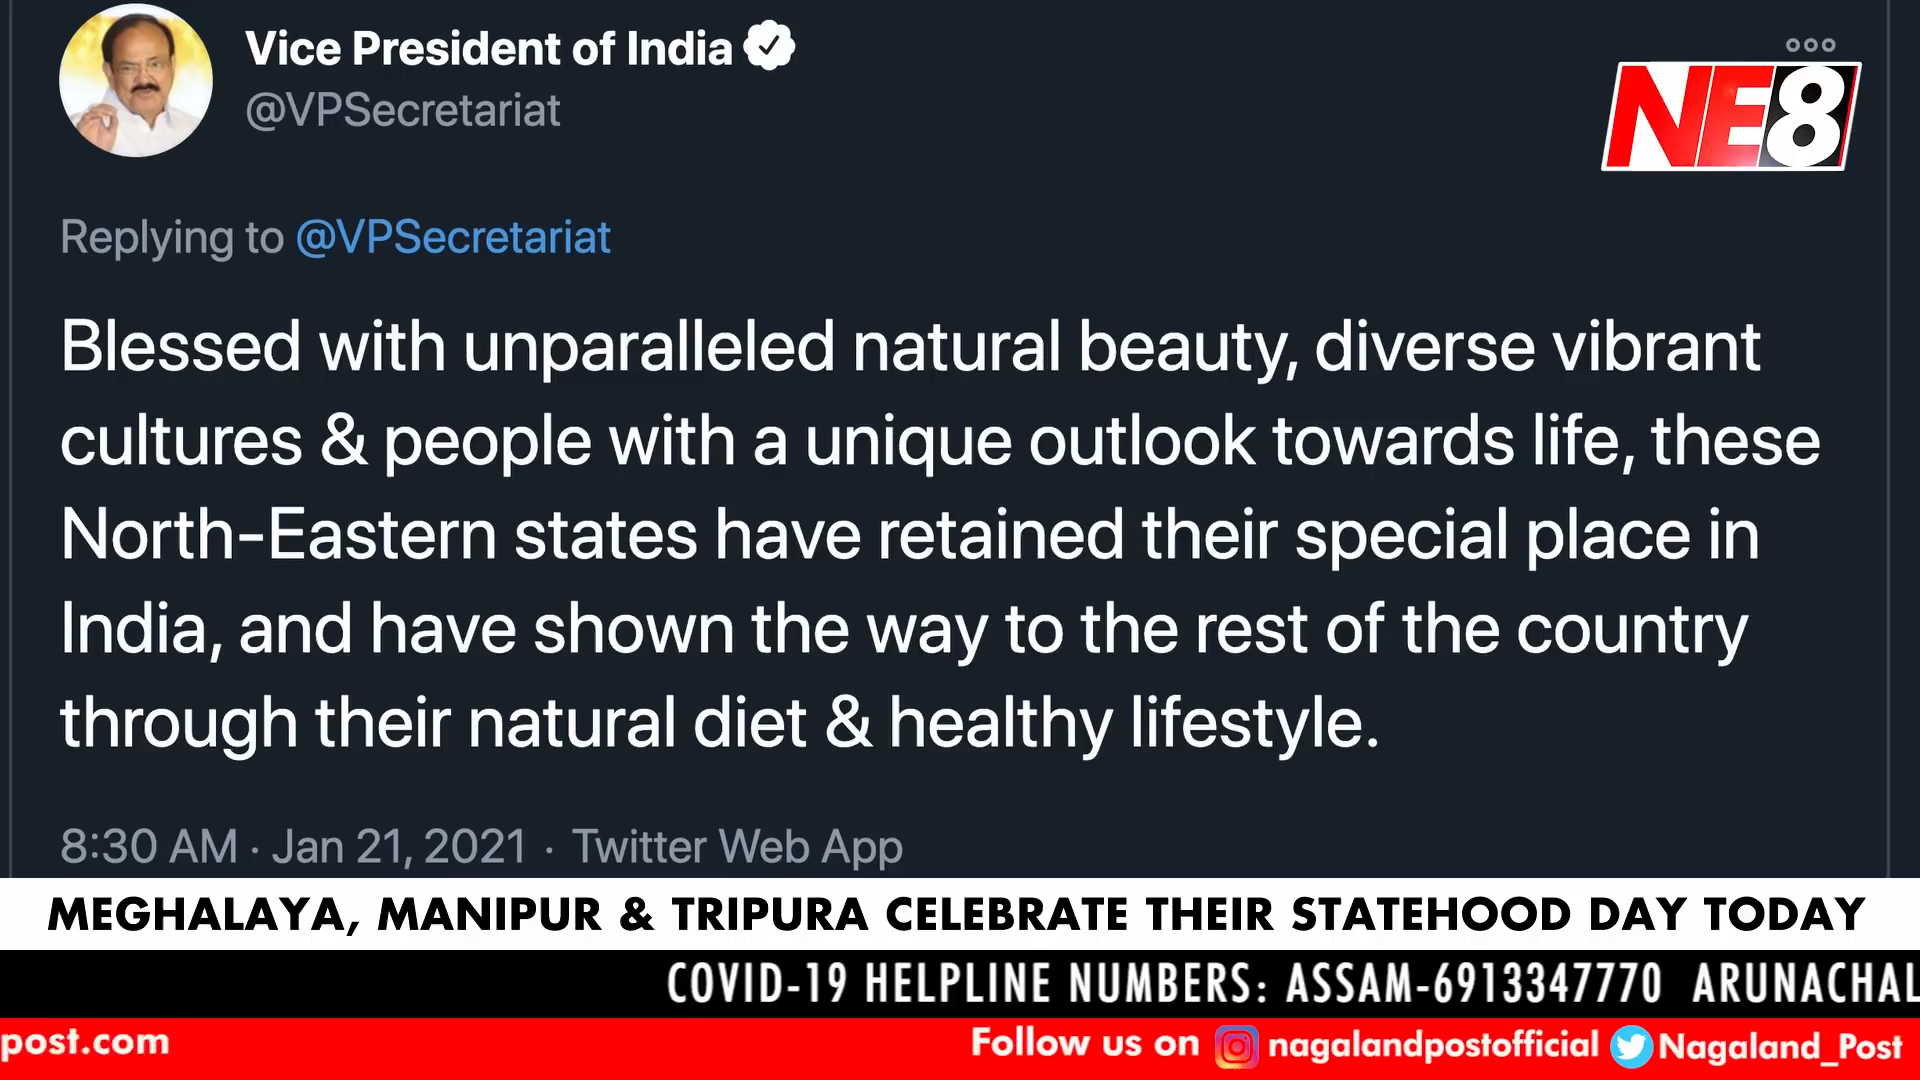 Vice President of India
@VPSecretariat
NE8
Replying to @VPSecretariat
Blessed with unparalleled natural beauty, diverse vibrant
cultures & people with a unique outlook towards life, these
North-Eastern states have retained their special place in
India, and have shown the way to the rest of the country
through their natural diet & healthy lifestyle.
8:30 AM · Jan 21, 2021 · Twitter Web App
MEGHALAYA, MANIPUR & TRIPURA CELEBRATE THEIR STATEHOOD DAY TODAY
COVID-19 HELPLINE NUMBERS: ASSAM-6913347770 ARUNACHAL
post.com Follow us on nagalandpostofficial Nagaland_Post